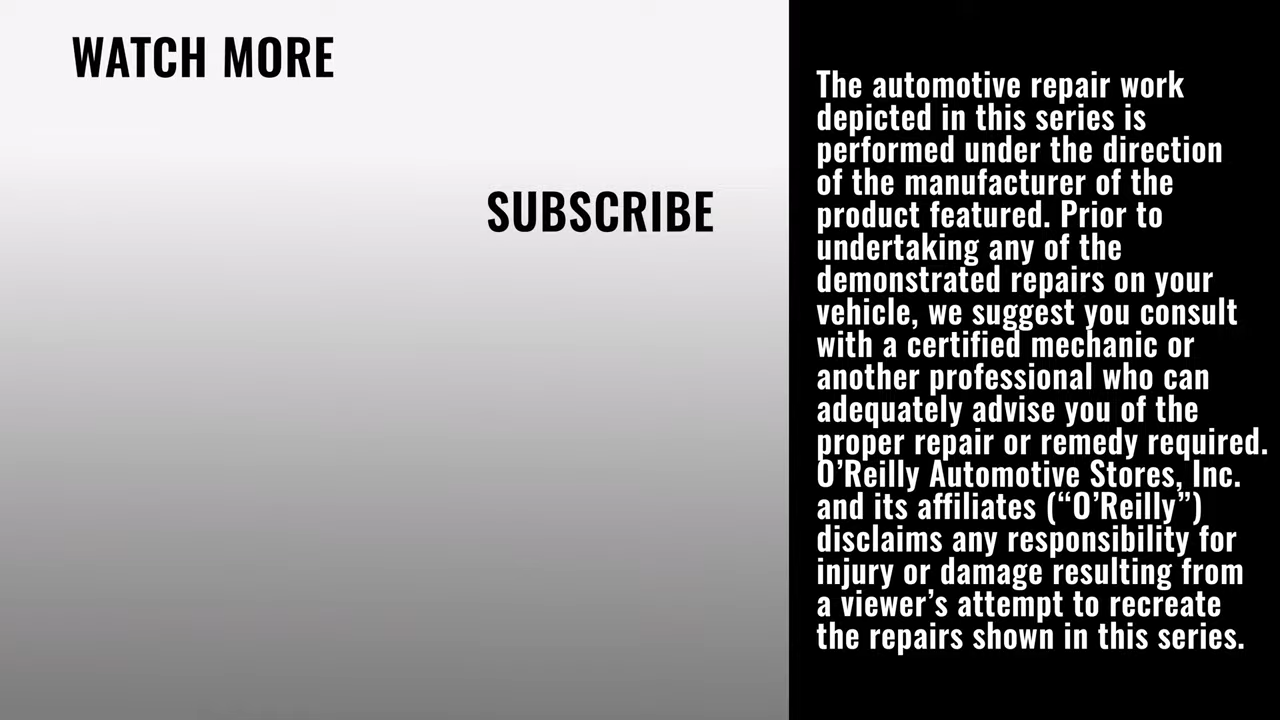 WATCH MORE
SUBSCRIBE
The automotive repair work
depicted in this series is
performed under the direction
of the manufacturer of the
product featured. Prior to
undertaking any of the
demonstrated repairs on your
vehicle, we suggest you consult
with a certified mechanic or
another professional who can
adequately advise you of the
proper repair or remedy required.
O’Reilly Automotive Stores, Inc.
and its affiliates (“O’Reilly”)
disclaims any responsibility for
injury or damage resulting from
a viewer’s attempt to recreate
the repairs shown in this series.